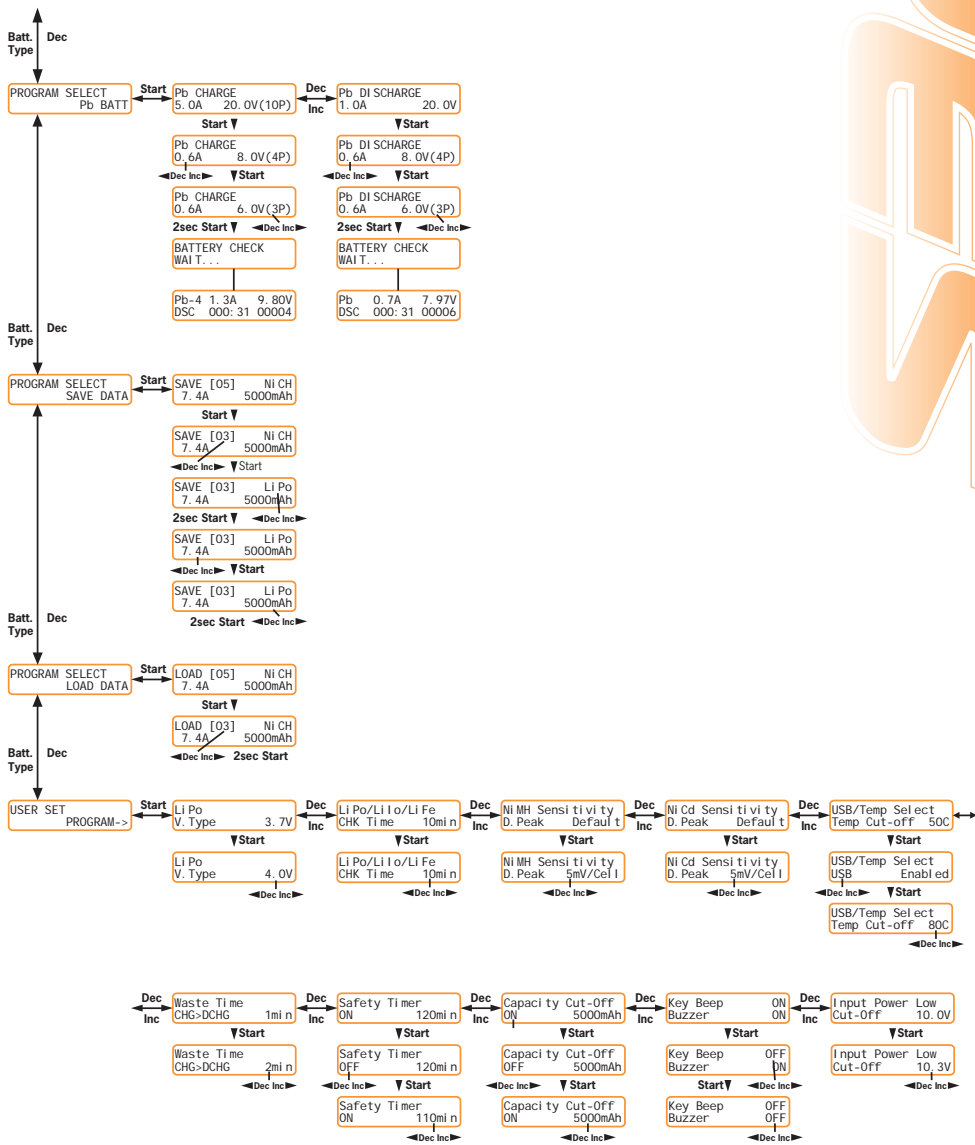 Batt. Type Dec
PROGRAM SELECT
Pb BATT
Start
Pb CHARGE
5.0A 20.0V(10P)
Dec
Inc
Pb DISCHARGE
1.0A 20.0V
Start ▼
▼Start
Pb CHARGE
0.6A 8.0V(4P)
Pb DISCHARGE
0.6A 8.0V(4P)
◄Dec Inc► ▼Start
◄Dec Inc► ▼Start
Pb CHARGE
0.6A 6.0V(3P)
Pb DISCHARGE
0.6A 6.0V(3P)
2sec Start ▼ ◄Dec Inc►
2sec Start ▼ ◄Dec Inc►
BATTERY CHECK
WAIT...
BATTERY CHECK
WAIT...
Pb-4 1.3A 9.80V
DSC 000:31 00004
Pb 0.7A 7.97V
DSC 000:31 00006
Batt. Type Dec
PROGRAM SELECT
SAVE DATA
Start
SAVE [05] NiCH
7.4A 5000mAh
Start ▼
SAVE [03] NiCH
7.4A 5000mAh
◄Dec Inc► ▼Start
SAVE [03] LiPo
7.4A 5000mAh
2sec Start ▼ ◄Dec Inc►
SAVE [03] LiPo
7.4A 5000mAh
◄Dec Inc► ▼Start
SAVE [03] LiPo
7.4A 5000mAh
2sec Start ◄Dec Inc►
Batt. Type Dec
PROGRAM SELECT
LOAD DATA
Start
LOAD [05] NiCH
7.4A 5000mAh
Start ▼
LOAD [03] NiCH
7.4A 5000mAh
◄Dec Inc► 2sec Start
Batt. Type Dec
USER SET
PROGRAM->
Start
LiPo
V.Type 3.7V
Dec
Inc
LiPo/LiIo/LiFe
CHK Time 10min
Dec
Inc
NiMH Sensitivity
D.Peak Default
Dec
Inc
NiCd Sensitivity
D.Peak Default
Dec
Inc
USB/Temp Select
Temp Cut-off 50C
▼Start
▼Start
▼Start
▼Start
▼Start
LiPo
V.Type 4.0V
LiPo/LiIo/LiFe
CHK Time 10min
NiMH Sensitivity
D.Peak 5mV/Cell
NiCd Sensitivity
D.Peak 5mV/Cell
USB/Temp Select
USB Enabled
◄Dec Inc►
◄Dec Inc►
◄Dec Inc►
◄Dec Inc►
◄Dec Inc► ▼Start
USB/Temp Select
Temp Cut-off 80C
◄Dec Inc►
Dec
Inc
Waste Time
CHG>DCHG 1min
Dec
Inc
Safety Timer
ON 120min
Dec
Inc
Capacity Cut-Off
ON 5000mAh
Dec
Inc
Key Beep ON
Buzzer ON
Dec
Inc
Input Power Low
Cut-Off 10.0V
▼Start
▼Start
▼Start
▼Start
▼Start
Waste Time
CHG>DCHG 2min
Safety Timer
OFF 120min
Capacity Cut-Off
OFF 5000mAh
Key Beep OFF
Buzzer ON
Input Power Low
Cut-Off 10.3V
◄Dec Inc►
◄Dec Inc► ▼Start
◄Dec Inc► ▼Start
Start▼ ◄Dec Inc►
◄Dec Inc►
Safety Timer
ON 110min
Capacity Cut-Off
ON 5000mAh
Key Beep OFF
Buzzer OFF
◄Dec Inc►
◄Dec Inc►
◄Dec Inc►